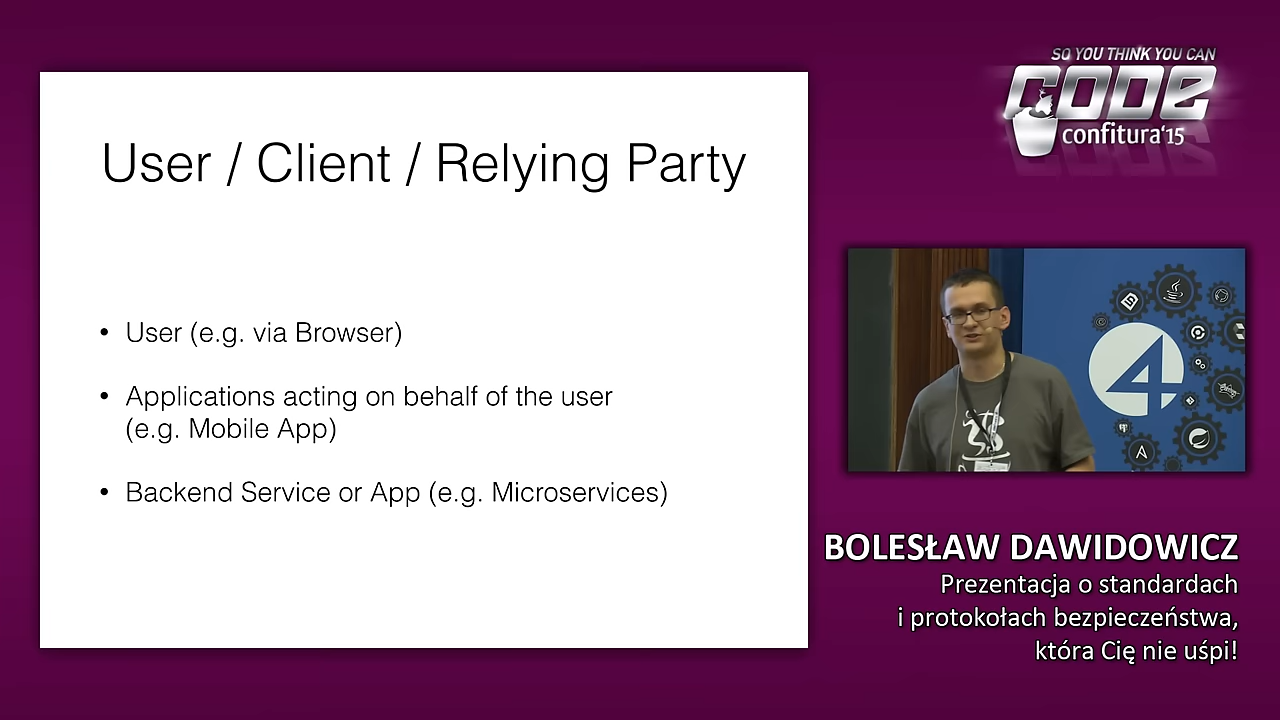 User / Client / Relying Party
• User (e.g. via Browser)
• Applications acting on behalf of the user
(e.g. Mobile App)
• Backend Service or App (e.g. Microservices)
SO YOU THINK YOU CAN
CODE
confitura'15
4
BOLESŁAW DAWIDOWICZ
Prezentacja o standardach
i protokołach bezpieczeństwa,
która Cię nie uśpi!